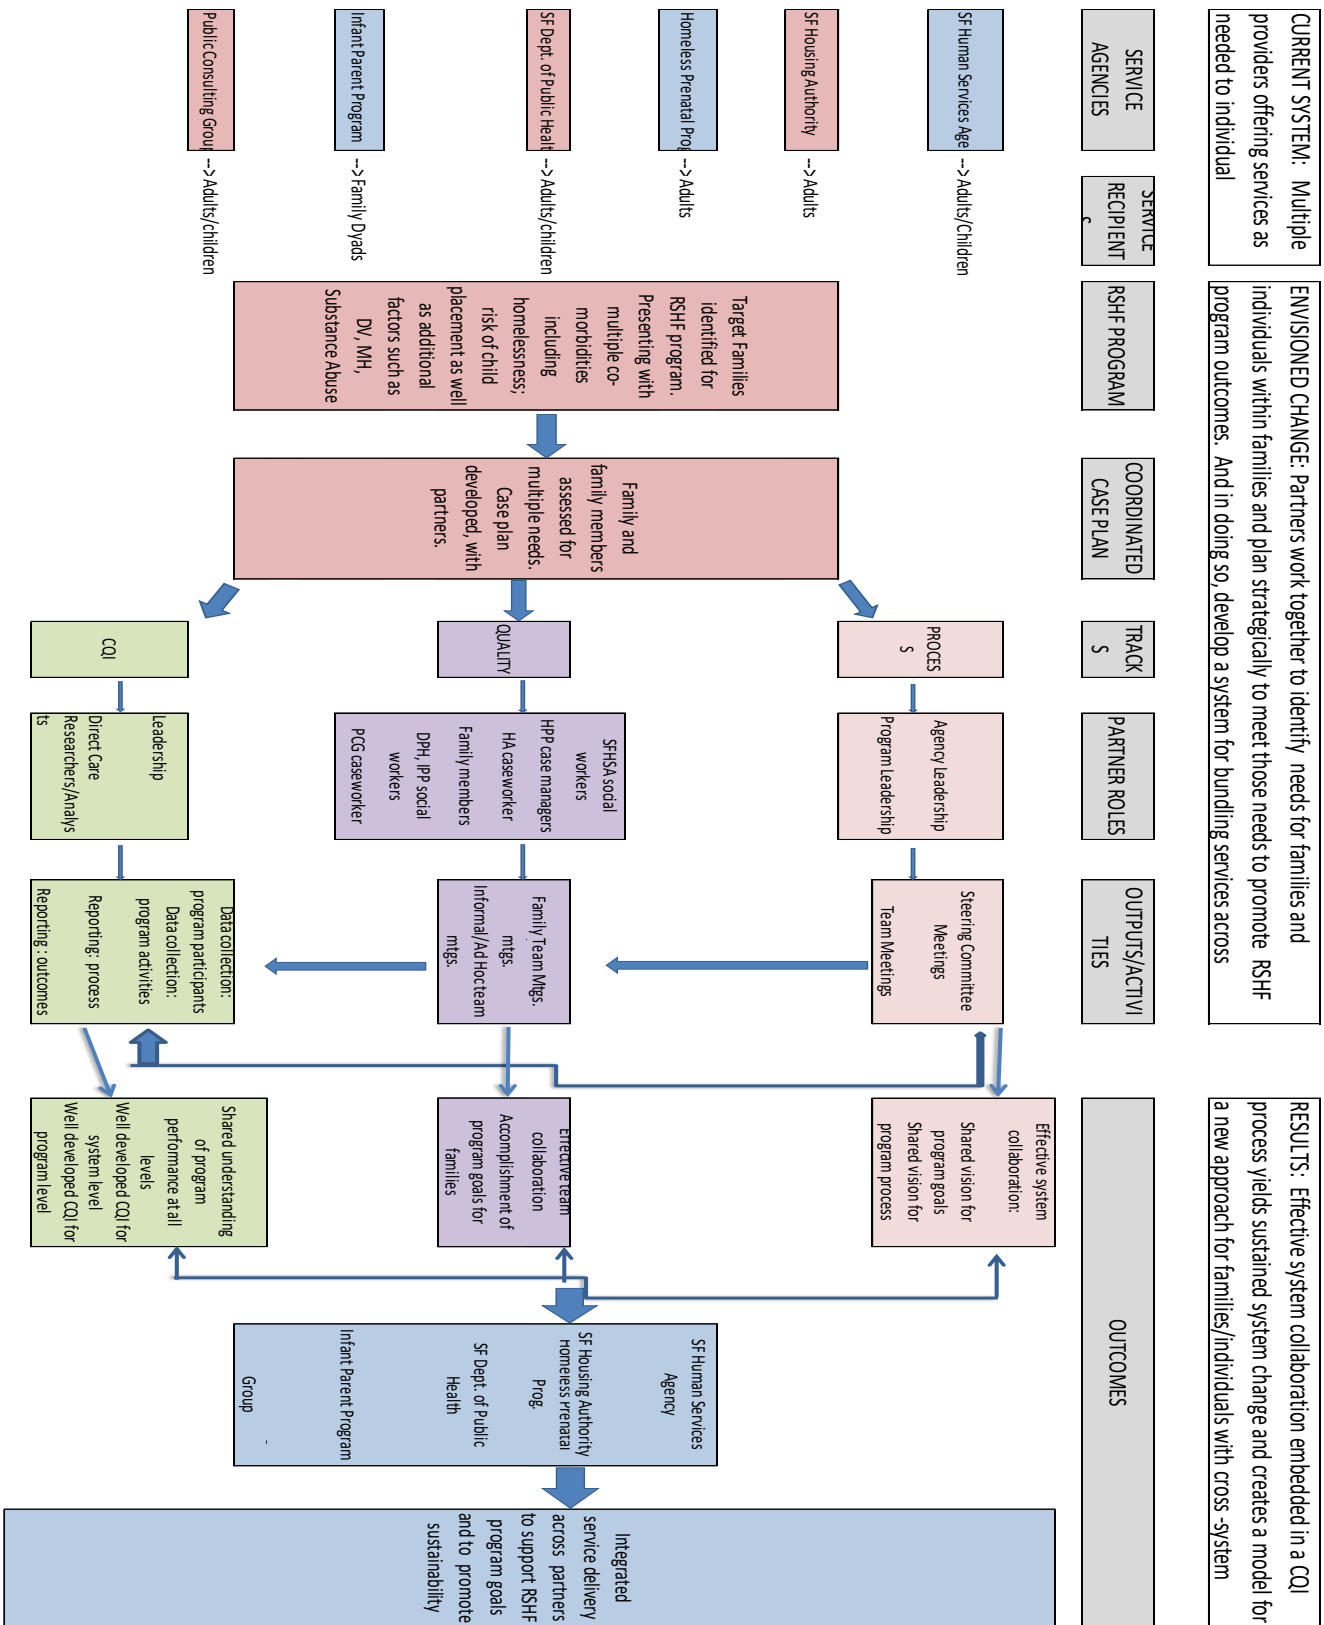 CURRENT SYSTEM: Multiple
providers offering services as
needed to individual
ENVISIONED CHANGE: Partners work together to identify needs for families and
individuals within families and plan strategically to meet those needs to promote RSHF
program outcomes. And in doing so, develop a system for bundling services across
RESULTS: Effective system collaboration embedded in a CQI
process yields sustained system change and creates a model for
a new approach for families/individuals with cross -system
SERVICE
AGENCIES
SERVICE
RECIPIENT
S
RSHF PROGRAM
COORDINATED
CASE PLAN
TRACK
S
PARTNER ROLES
OUTPUTS/ACTIVI
TIES
OUTCOMES
SF Human Services Age
--> Adults/Children
SF Housing Authority
--> Adults
Homeless Prenatal Prog
--> Adults
SF Dept. of Public Healt
--> Adults/children
Infant Parent Program
--> Family Dyads
Public Consulting Group
--> Adults/children
Target Families
identified for
RSHF program.
Presenting with
multiple co-
morbidities
including
homelessness;
risk of child
placement as well
as additional
factors such as
DV, MH,
Substance Abuse
Family and
family members
assessed for
multiple needs.
Case plan
developed, with
partners.
PROCES
S
Agency Leadership
Program Leadership
Steering Committee
Meetings
Team Meetings
Effective system
collaboration:
Shared vision for
program goals
Shared vision for
program process
QUALITY
SFHSA social
workers
HPP case managers
HA caseworker
Family members
DPH, IPP social
workers
PCG caseworker
Family Team Mtgs.
mtgs.
Informal/Ad Hoc team
mtgs.
Effective team
collaboration
Accomplishment of
program goals for
families
CQI
Leadership
Direct Care
Researchers/Analys
ts
Data collection:
program participants
Data collection:
program activities
Reporting: process
Reporting : outcomes
Shared understanding
of program
performance at all
levels
Well developed CQI for
system level
Well developed CQI for
program level
SF Human Services
Agency
SF Housing Authority
Homeless Prenatal
Prog.
SF Dept. of Public
Health
Infant Parent Program
Group
Integrated
service delivery
across partners
to support RSHF
program goals
and to promote
sustainability